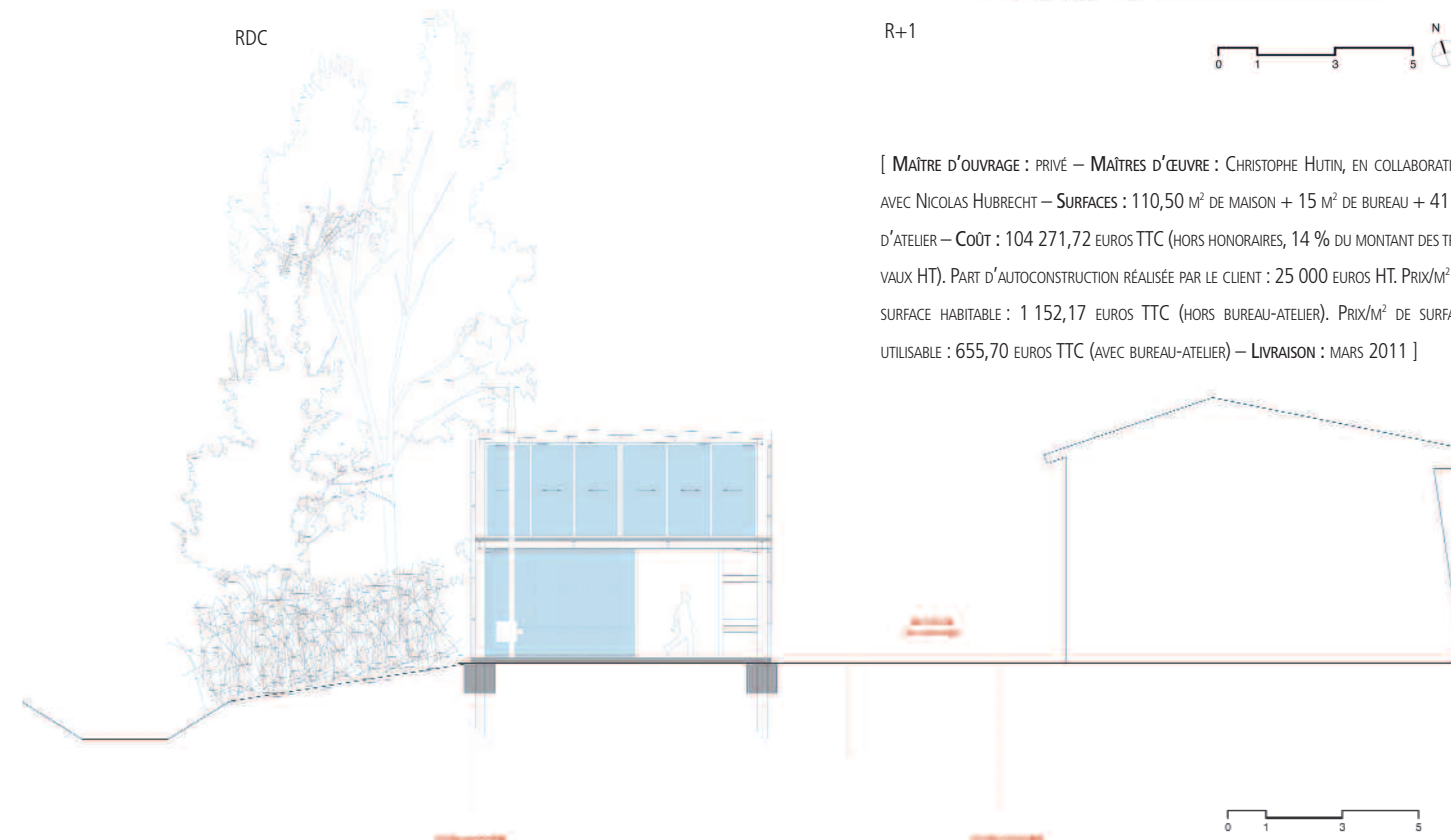 RDC
R+1
N
0 1 3 5
[ MAÎTRE D'OUVRAGE : PRIVÉ – MAÎTRES D'ŒUVRE : CHRISTOPHE HUTIN, EN COLLABORATI
AVEC NICOLAS HUBRECHT – SURFACES : 110,50 M² DE MAISON + 15 M² DE BUREAU + 41
D'ATELIER – COÛT : 104 271,72 EUROS TTC (HORS HONORAIRES, 14 % DU MONTANT DES TR
VAUX HT). PART D'AUTOCONSTRUCTION RÉALISÉE PAR LE CLIENT : 25 000 EUROS HT. PRIX/M²
SURFACE HABITABLE : 1 152,17 EUROS TTC (HORS BUREAU-ATELIER). PRIX/M² DE SURFA
UTILISABLE : 655,70 EUROS TTC (AVEC BUREAU-ATELIER) – LIVRAISON : MARS 2011 ]
0 1 3 5